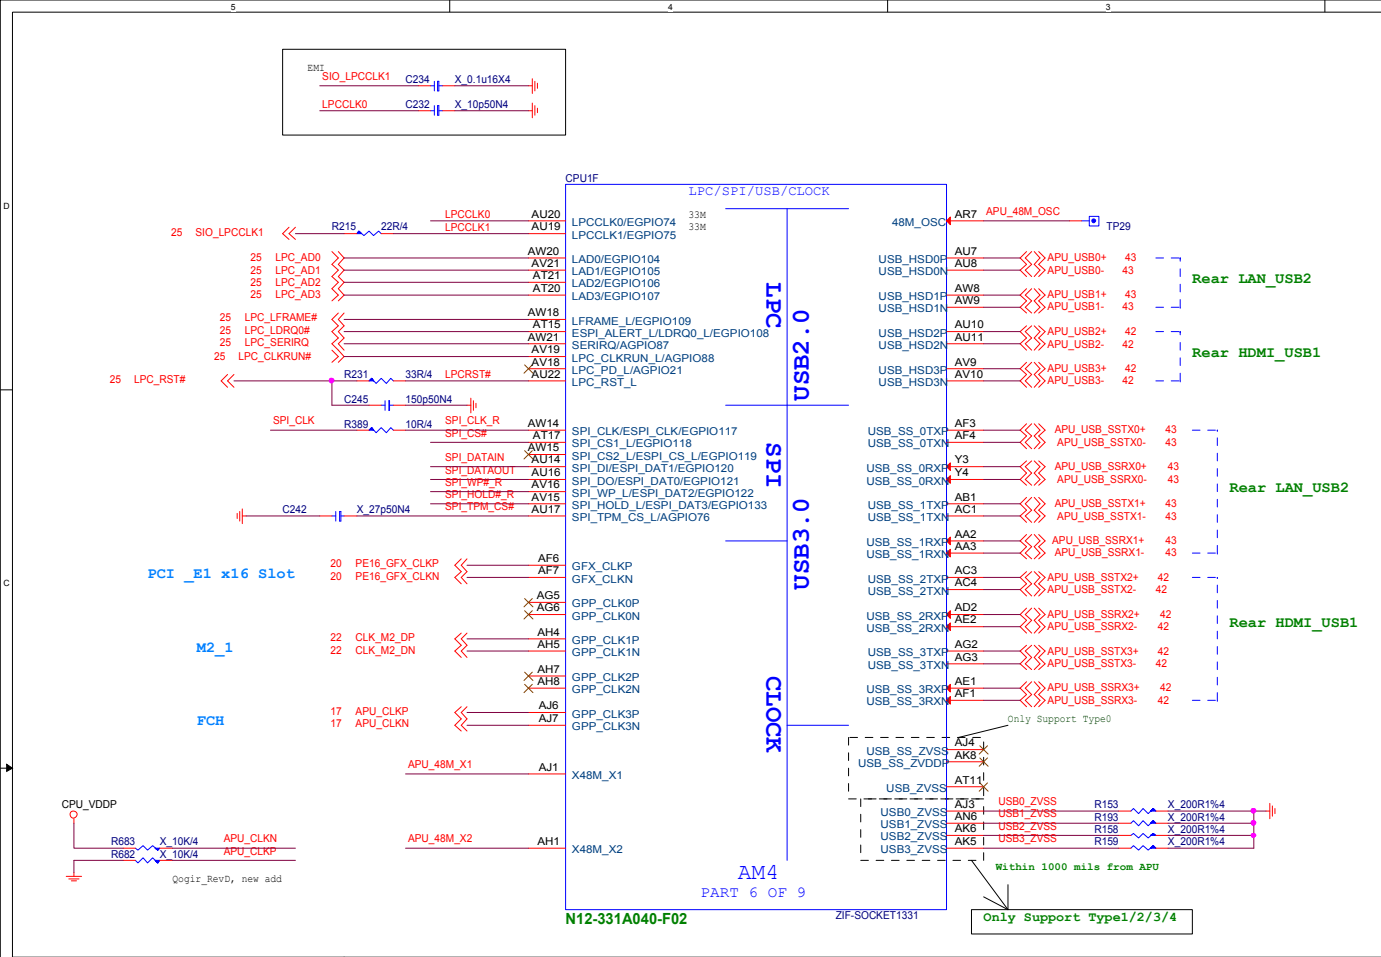 5 4 3
EMI
SIO_LPCCLK1 C234 X_0.1u16X4
LPCCLK0 C232 X_10p50N4
CPU1F
LPC/SPI/USB/CLOCK
D
LPCCLK0 AU20 LPCCLK0/EGPIO74 33M
25 SIO_LPCCLK1 R215 22R/4 LPCCLK1 AU19 LPCCLK1/EGPIO75 33M
48M_OSC AR7 APU_48M_OSC TP29
25 LPC_AD0 AW20 LAD0/EGPIO104
25 LPC_AD1 AV21 LAD1/EGPIO105
25 LPC_AD2 AT21 LAD2/EGPIO106
25 LPC_AD3 AT20 LAD3/EGPIO107
25 LPC_LFRAME# AW18 LFRAME_L/EGPIO109
25 LPC_LDRQ0# AT15 ESPI_ALERT_L/LDRQ0_L/EGPIO108
25 LPC_SERIRQ AW21 SERIRQ/AGPIO87
25 LPC_CLKRUN# AV19 LPC_CLKRUN_L/AGPIO88
AV18 LPC_PD_L/AGPIO21
25 LPC_RST# R231 33R/4 LPCRST# AU22 LPC_RST_L
C245 150p50N4
LPC
USB2.0
USB_HSD0P AU7 APU_USB0+ 43
USB_HSD0N AU8 APU_USB0- 43
Rear LAN_USB2
USB_HSD1P AW8 APU_USB1+ 43
USB_HSD1N AW9 APU_USB1- 43
USB_HSD2P AU10 APU_USB2+ 42
USB_HSD2N AU11 APU_USB2- 42
Rear HDMI_USB1
USB_HSD3P AV9 APU_USB3+ 42
USB_HSD3N AV10 APU_USB3- 42
SPI_CLK R389 10R/4 SPI_CLK_R AW14 SPI_CLK/ESPI_CLK/EGPIO117
SPI_CS# AT17 SPI_CS1_L/EGPIO118
AW15 SPI_CS2_L/ESPI_CS_L/EGPIO119
SPI_DATAIN AU14 SPI_DI/ESPI_DAT1/EGPIO120
SPI_DATAOUT AU16 SPI_DO/ESPI_DAT0/EGPIO121
SPI_WP#_R AV16 SPI_WP_L/ESPI_DAT2/EGPIO122
SPI_HOLD#_R AV15 SPI_HOLD_L/ESPI_DAT3/EGPIO133
C242 X_27p50N4 SPI_TPM_CS# AU17 SPI_TPM_CS_L/AGPIO76
SPI
USB3.0
USB_SS_0TXP AF3 APU_USB_SSTX0+ 43
USB_SS_0TXN AF4 APU_USB_SSTX0- 43
USB_SS_0RXP Y3 APU_USB_SSRX0+ 43
USB_SS_0RXN Y4 APU_USB_SSRX0- 43
Rear LAN_USB2
USB_SS_1TXP AB1 APU_USB_SSTX1+ 43
USB_SS_1TXN AC1 APU_USB_SSTX1- 43
USB_SS_1RXP AA2 APU_USB_SSRX1+ 43
USB_SS_1RXN AA3 APU_USB_SSRX1- 43
C
PCI _E1 x16 Slot
20 PE16_GFX_CLKP AF6 GFX_CLKP
20 PE16_GFX_CLKN AF7 GFX_CLKN
AG5 GPP_CLK0P
AG6 GPP_CLK0N
M2_1
22 CLK_M2_DP AH4 GPP_CLK1P
22 CLK_M2_DN AH5 GPP_CLK1N
AH7 GPP_CLK2P
AH8 GPP_CLK2N
FCH
17 APU_CLKP AJ6 GPP_CLK3P
17 APU_CLKN AJ7 GPP_CLK3N
CLOCK
USB_SS_2TXP AC3 APU_USB_SSTX2+ 42
USB_SS_2TXN AC4 APU_USB_SSTX2- 42
USB_SS_2RXP AD2 APU_USB_SSRX2+ 42
USB_SS_2RXN AE2 APU_USB_SSRX2- 42
Rear HDMI_USB1
USB_SS_3TXP AG2 APU_USB_SSTX3+ 42
USB_SS_3TXN AG3 APU_USB_SSTX3- 42
USB_SS_3RXP AE1 APU_USB_SSRX3+ 42
USB_SS_3RXN AF1 APU_USB_SSRX3- 42
Only Support Type0
USB_SS_ZVSS AJ4
USB_SS_ZVDDP AK8
USB_ZVSS AT11
APU_48M_X1 AJ1 X48M_X1
USB0_ZVSS AJ3 USB0_ZVSS R153 X_200R1%4
USB1_ZVSS AN6 USB1_ZVSS R193 X_200R1%4
USB2_ZVSS AK6 USB2_ZVSS R158 X_200R1%4
USB3_ZVSS AK5 USB3_ZVSS R159 X_200R1%4
CPU_VDDP
R683 X_10K/4 APU_CLKN
R682 X_10K/4 APU_CLKP
Qogir_RevD, new add
APU_48M_X2 AH1 X48M_X2
Within 1000 mils from APU
AM4
PART 6 OF 9
N12-331A040-F02
ZIF-SOCKET1331
Only Support Type1/2/3/4